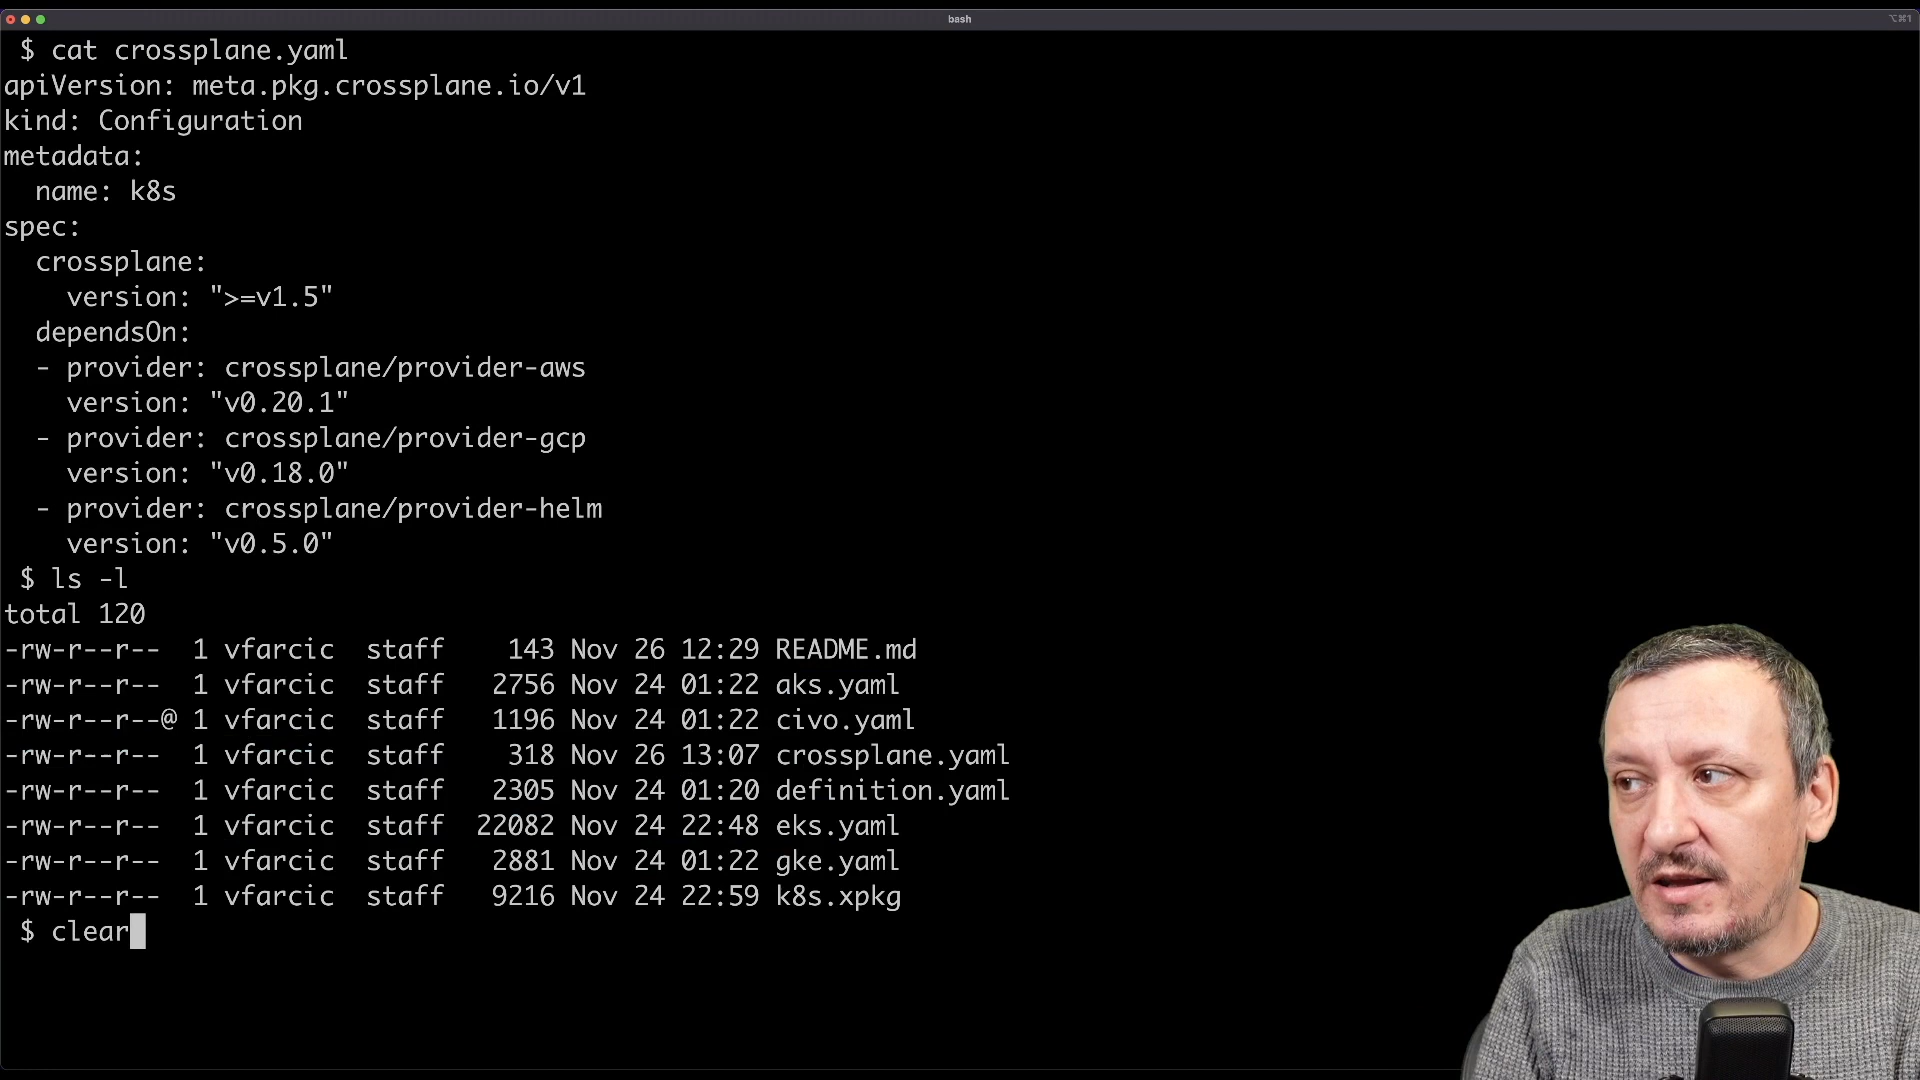 bash
⌥⌘1
$ cat crossplane.yaml
apiVersion: meta.pkg.crossplane.io/v1
kind: Configuration
metadata:
  name: k8s
spec:
  crossplane:
    version: ">=v1.5"
  dependsOn:
  - provider: crossplane/provider-aws
    version: "v0.20.1"
  - provider: crossplane/provider-gcp
    version: "v0.18.0"
  - provider: crossplane/provider-helm
    version: "v0.5.0"
$ ls -l
total 120
-rw-r--r--  1 vfarcic  staff    143 Nov 26 12:29 README.md
-rw-r--r--  1 vfarcic  staff   2756 Nov 24 01:22 aks.yaml
-rw-r--r--@ 1 vfarcic  staff   1196 Nov 24 01:22 civo.yaml
-rw-r--r--  1 vfarcic  staff    318 Nov 26 13:07 crossplane.yaml
-rw-r--r--  1 vfarcic  staff   2305 Nov 24 01:20 definition.yaml
-rw-r--r--  1 vfarcic  staff  22082 Nov 24 22:48 eks.yaml
-rw-r--r--  1 vfarcic  staff   2881 Nov 24 01:22 gke.yaml
-rw-r--r--  1 vfarcic  staff   9216 Nov 24 22:59 k8s.xpkg
$ clear